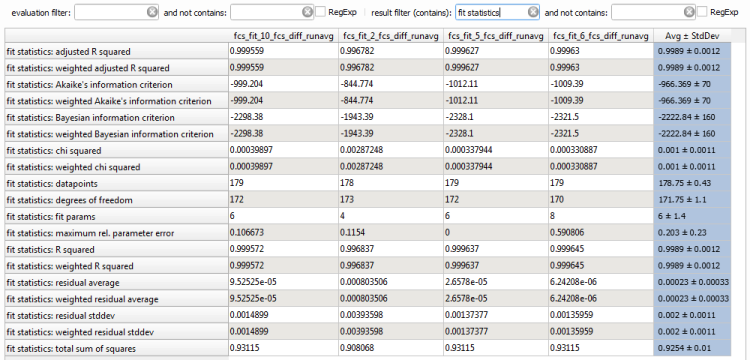 evaluation filter: and not contains: RegExp result filter (contains): fit statistics and not contains: RegExp
fcs_fit_10_fcs_diff_runavg fcs_fit_2_fcs_diff_runavg fcs_fit_5_fcs_diff_runavg fcs_fit_6_fcs_diff_runavg Avg ± StdDev
fit statistics: adjusted R squared 0.999559 0.996782 0.999627 0.99963 0.9989 ± 0.0012
fit statistics: weighted adjusted R squared 0.999559 0.996782 0.999627 0.99963 0.9989 ± 0.0012
fit statistics: Akaike's information criterion -999.204 -844.774 -1012.11 -1009.39 -966.369 ± 70
fit statistics: weighted Akaike's information criterion -999.204 -844.774 -1012.11 -1009.39 -966.369 ± 70
fit statistics: Bayesian information criterion -2298.38 -1943.39 -2328.1 -2321.5 -2222.84 ± 160
fit statistics: weighted Bayesian information criterion -2298.38 -1943.39 -2328.1 -2321.5 -2222.84 ± 160
fit statistics: chi squared 0.00039897 0.00287248 0.000337944 0.000330887 0.001 ± 0.0011
fit statistics: weighted chi squared 0.00039897 0.00287248 0.000337944 0.000330887 0.001 ± 0.0011
fit statistics: datapoints 179 178 179 179 178.75 ± 0.43
fit statistics: degrees of freedom 172 173 172 170 171.75 ± 1.1
fit statistics: fit params 6 4 6 8 6 ± 1.4
fit statistics: maximum rel. parameter error 0.106673 0.1154 0 0.590806 0.203 ± 0.23
fit statistics: R squared 0.999572 0.996837 0.999637 0.999645 0.9989 ± 0.0012
fit statistics: weighted R squared 0.999572 0.996837 0.999637 0.999645 0.9989 ± 0.0012
fit statistics: residual average 9.52525e-05 0.000803506 2.6578e-05 6.24208e-06 0.00023 ± 0.00033
fit statistics: weighted residual average 9.52525e-05 0.000803506 2.6578e-05 6.24208e-06 0.00023 ± 0.00033
fit statistics: residual stddev 0.0014899 0.00393598 0.00137377 0.00135959 0.002 ± 0.0011
fit statistics: weighted residual stddev 0.0014899 0.00393598 0.00137377 0.00135959 0.002 ± 0.0011
fit statistics: total sum of squares 0.93115 0.908068 0.93115 0.93115 0.9254 ± 0.01